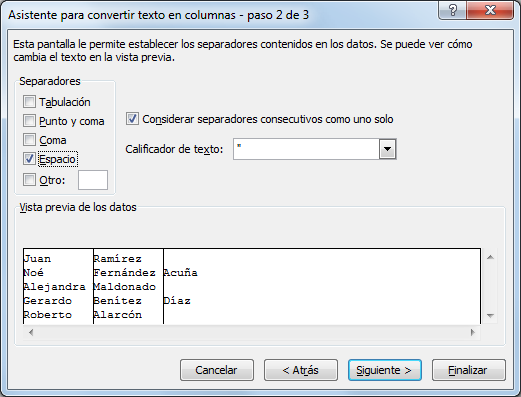 Asistente para convertir texto en columnas - paso 2 de 3
Esta pantalla le permite establecer los separadores contenidos en los datos. Se puede ver cómo
cambia el texto en la vista previa.
Separadores
Tabulación
Punto y coma
Coma
Espacio
Otro:
Considerar separadores consecutivos como uno solo
Calificador de texto: "
Vista previa de los datos
Juan Ramírez
Noé Fernández Acuña
Alejandra Maldonado
Gerardo Benítez Díaz
Roberto Alarcón
Cancelar < Atrás Siguiente > Finalizar